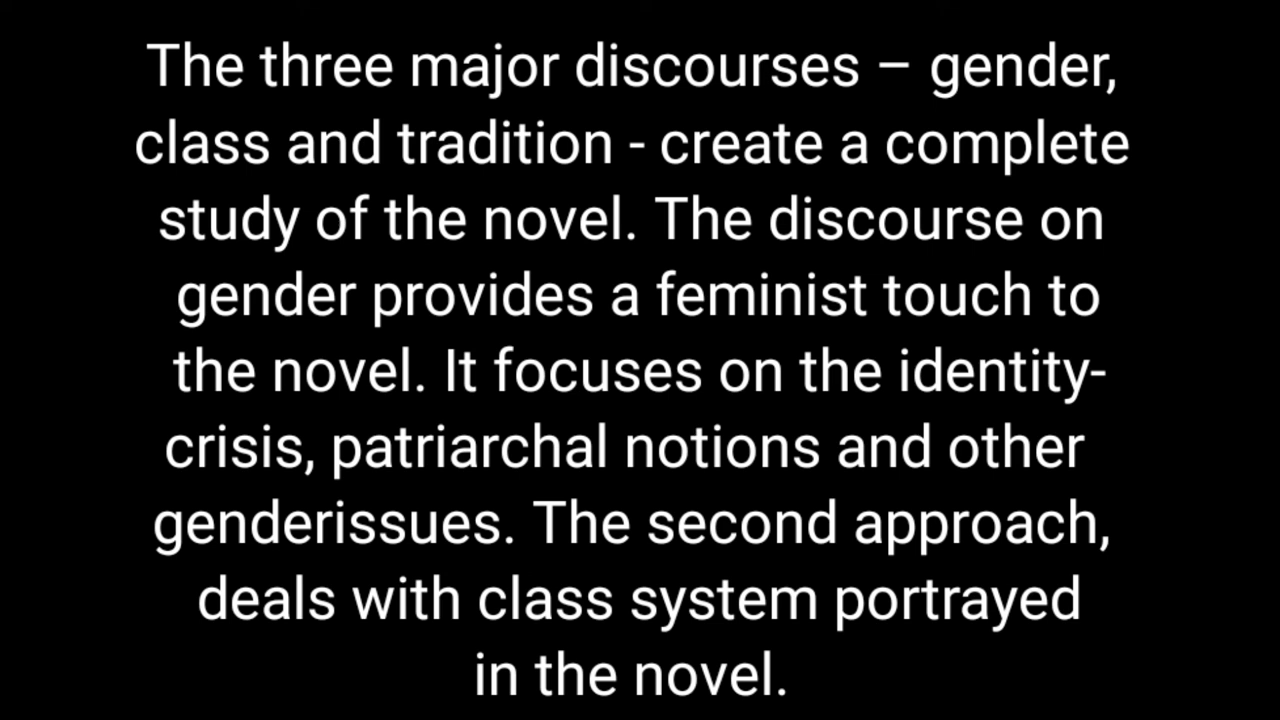 The three major discourses – gender,
class and tradition - create a complete
study of the novel. The discourse on
gender provides a feminist touch to
the novel. It focuses on the identity-
crisis, patriarchal notions and other
genderissues. The second approach,
deals with class system portrayed
in the novel.